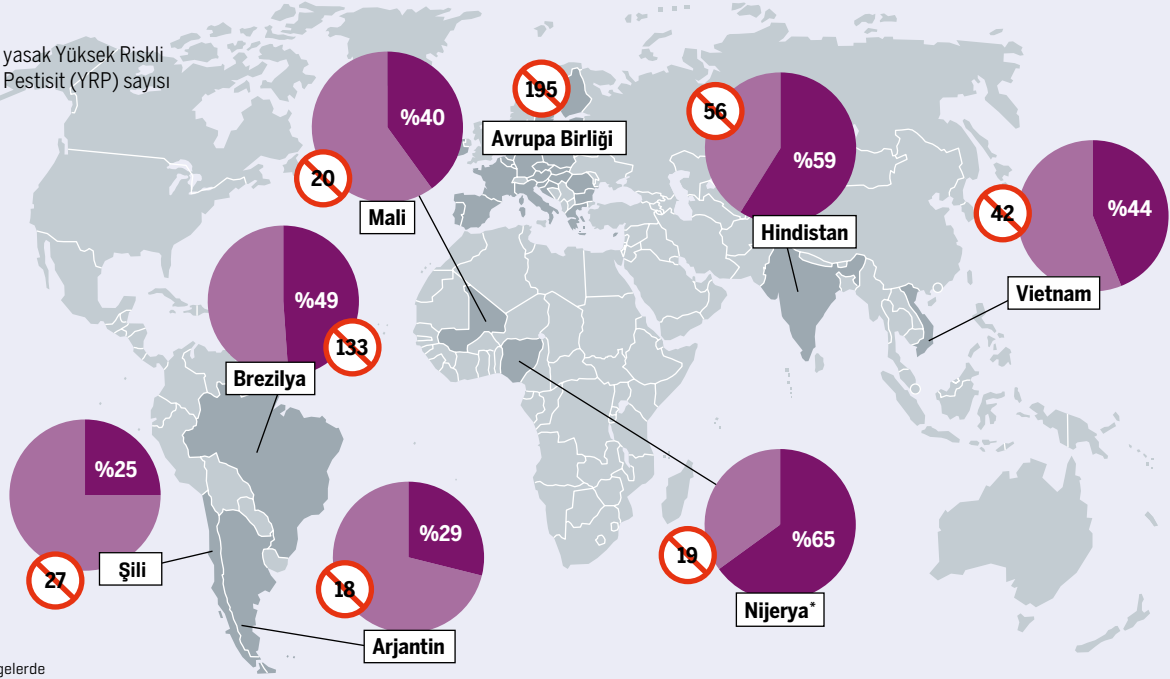 yasak Yüksek Riskli
Pestisit (YRP) sayısı
%40
20
Mali
195
Avrupa Birliği
56
%59
Hindistan
42
%44
Vietnam
%49
133
Brezilya
%25
27
Şili
%29
18
Arjantin
%65
19
Nijerya*
gelerde